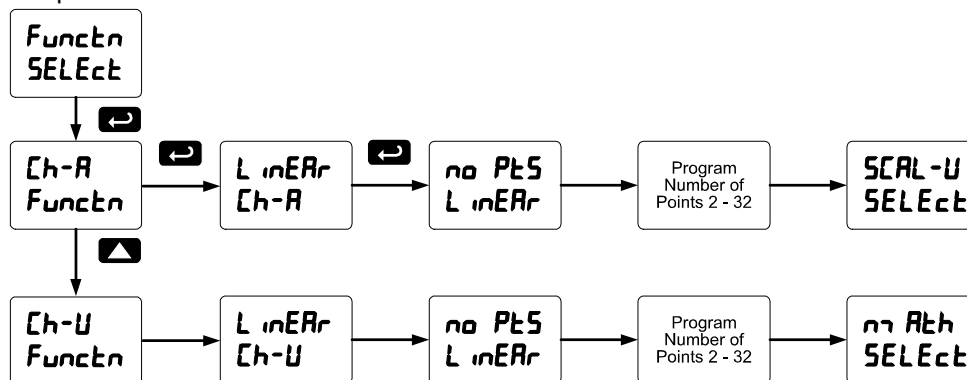 Functn
SELEct
Ch-A
Functn
LinEAr
Ch-A
no PtS
LinEAr
Program
Number of
Points 2 - 32
SCAL-U
SELEct
Ch-U
Functn
LinEAr
Ch-U
no PtS
LinEAr
Program
Number of
Points 2 - 32
mAth
SELEct